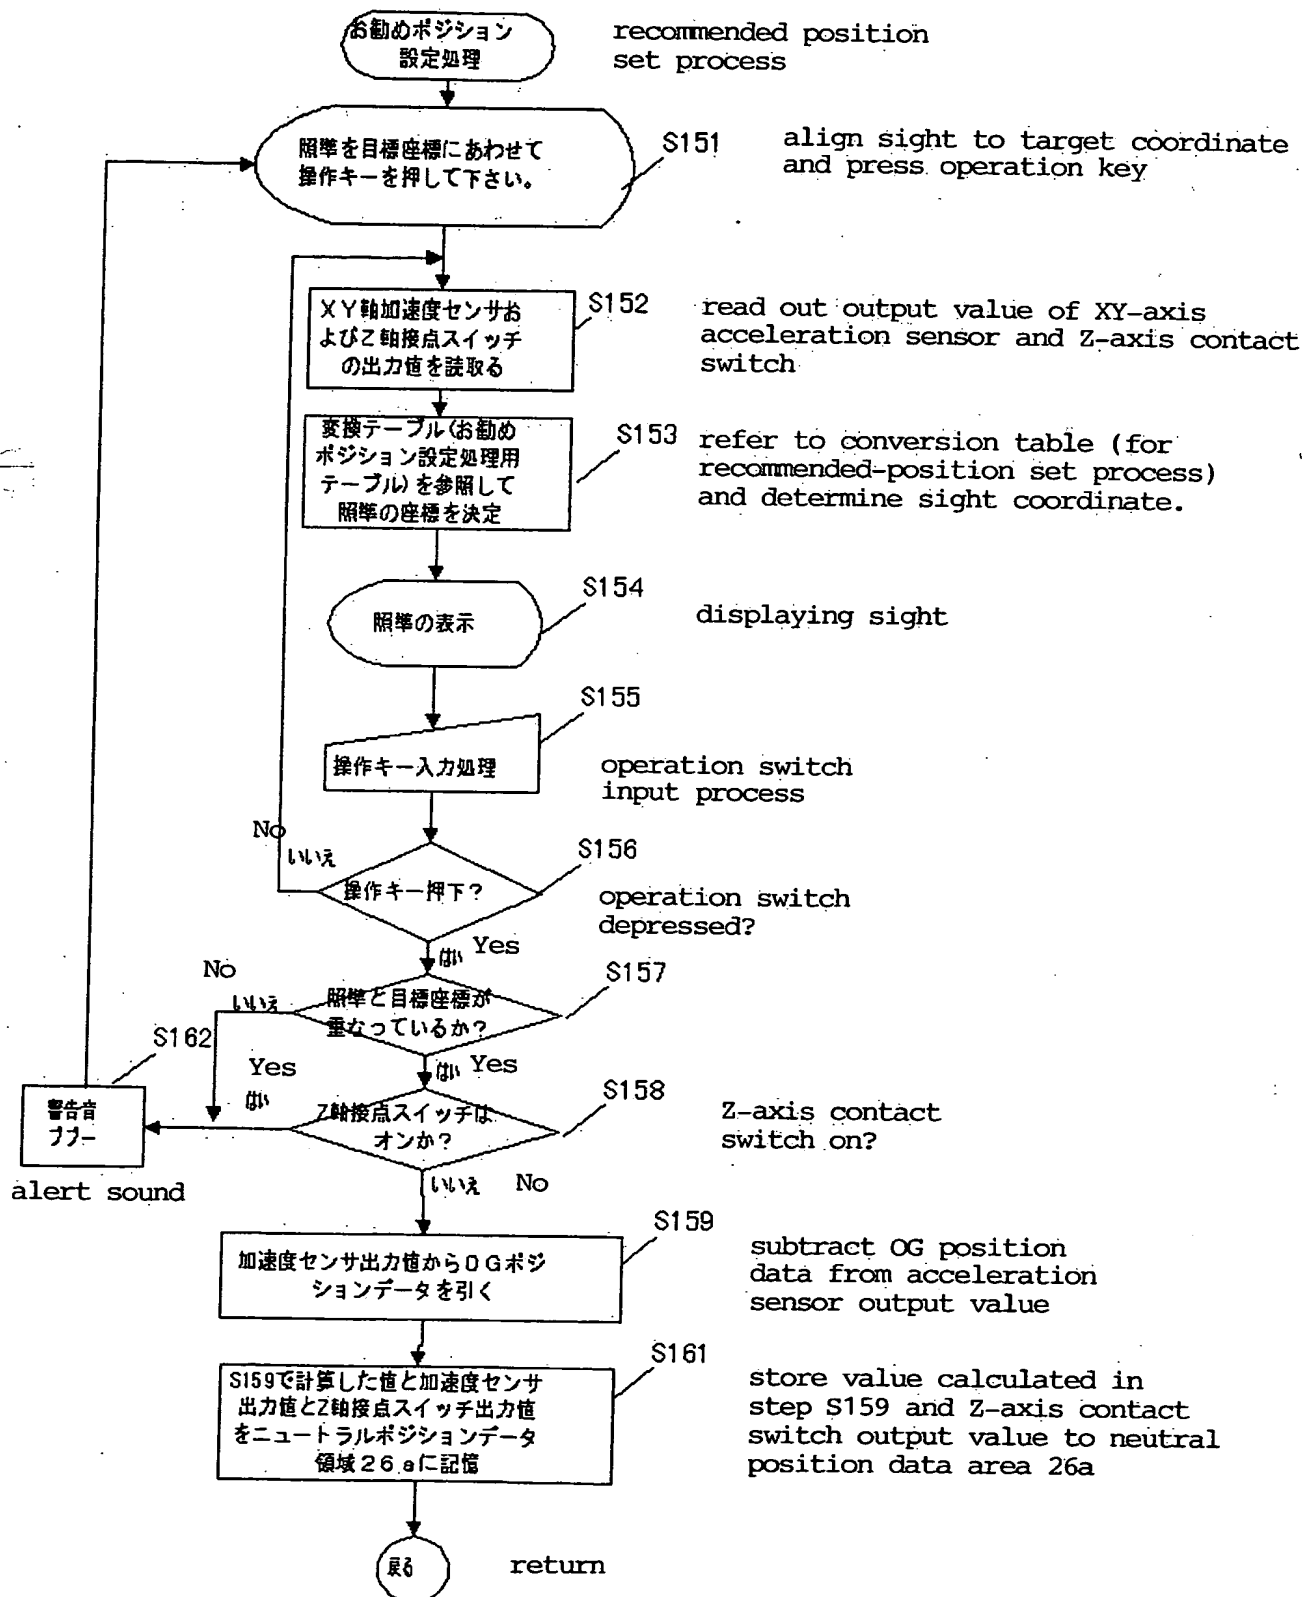 お勧めポジション
設定処理
recommended position
set process
照準を目標座標にあわせて
操作キーを押して下さい。
S151
align sight to target coordinate
and press operation key
XY軸加速度センサお
よびZ軸接点スイッチ
の出力値を読取る
S152
read out output value of XY-axis
acceleration sensor and Z-axis contact
switch
変換テーブル(お勧め
ポジション設定処理用
テーブル)を参照して
照準の座標を決定
S153
refer to conversion table (for
recommended-position set process)
and determine sight coordinate.
照準の表示
S154
displaying sight
操作キー入力処理
S155
operation switch
input process
No
いいえ
操作キー押下?
S156
operation switch
depressed?
はい
Yes
No
いいえ
照準と目標座標が
重なっているか?
S157
はい
Yes
S162
警告音
ブブー
alert sound
Yes
はい
Z軸接点スイッチは
オンか?
S158
Z-axis contact
switch on?
いいえ
No
加速度センサ出力値から0Gポジ
ションデータを引く
S159
subtract OG position
data from acceleration
sensor output value
S159で計算した値と加速度センサ
出力値とZ軸接点スイッチ出力値
をニュートラルポジションデータ
領域26aに記憶
S161
store value calculated in
step S159 and Z-axis contact
switch output value to neutral
position data area 26a
戻る
return